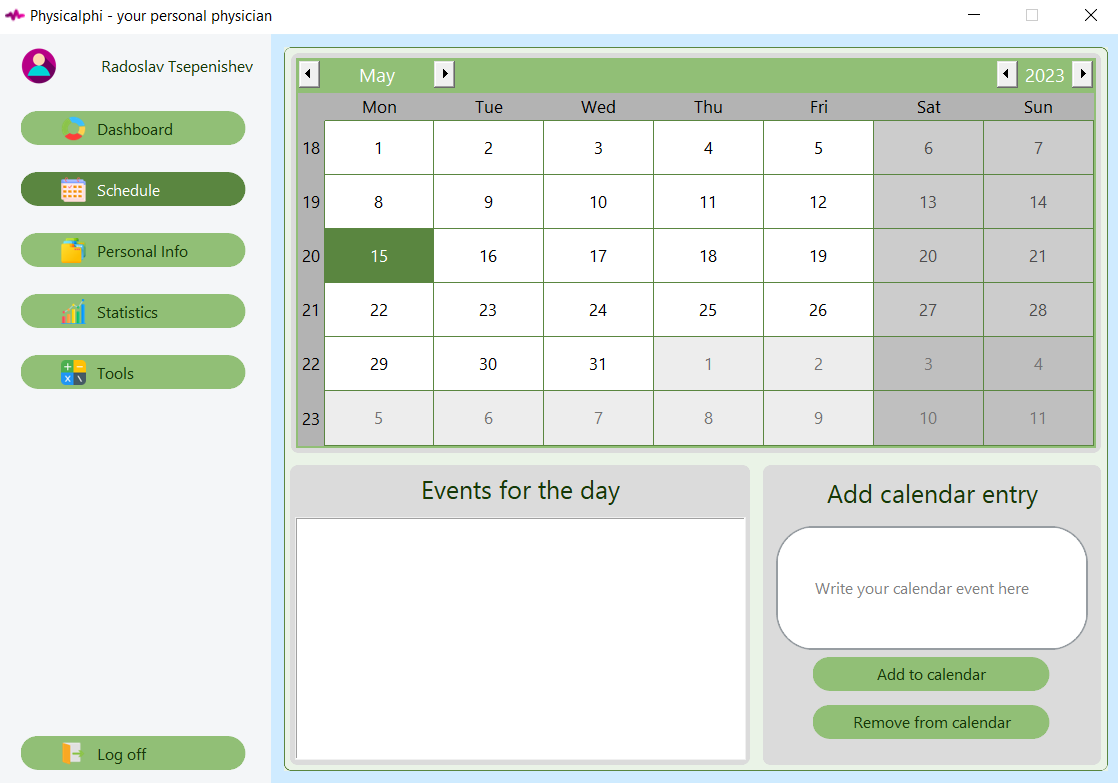 Physicalphi - your personal physician
Radoslav Tsepenishev
Dashboard
Schedule
Personal Info
Statistics
Tools
Log off
May 2023
Mon Tue Wed Thu Fri Sat Sun
18 1 2 3 4 5 6 7
19 8 9 10 11 12 13 14
20 15 16 17 18 19 20 21
21 22 23 24 25 26 27 28
22 29 30 31 1 2 3 4
23 5 6 7 8 9 10 11
Events for the day
Add calendar entry
Write your calendar event here
Add to calendar
Remove from calendar